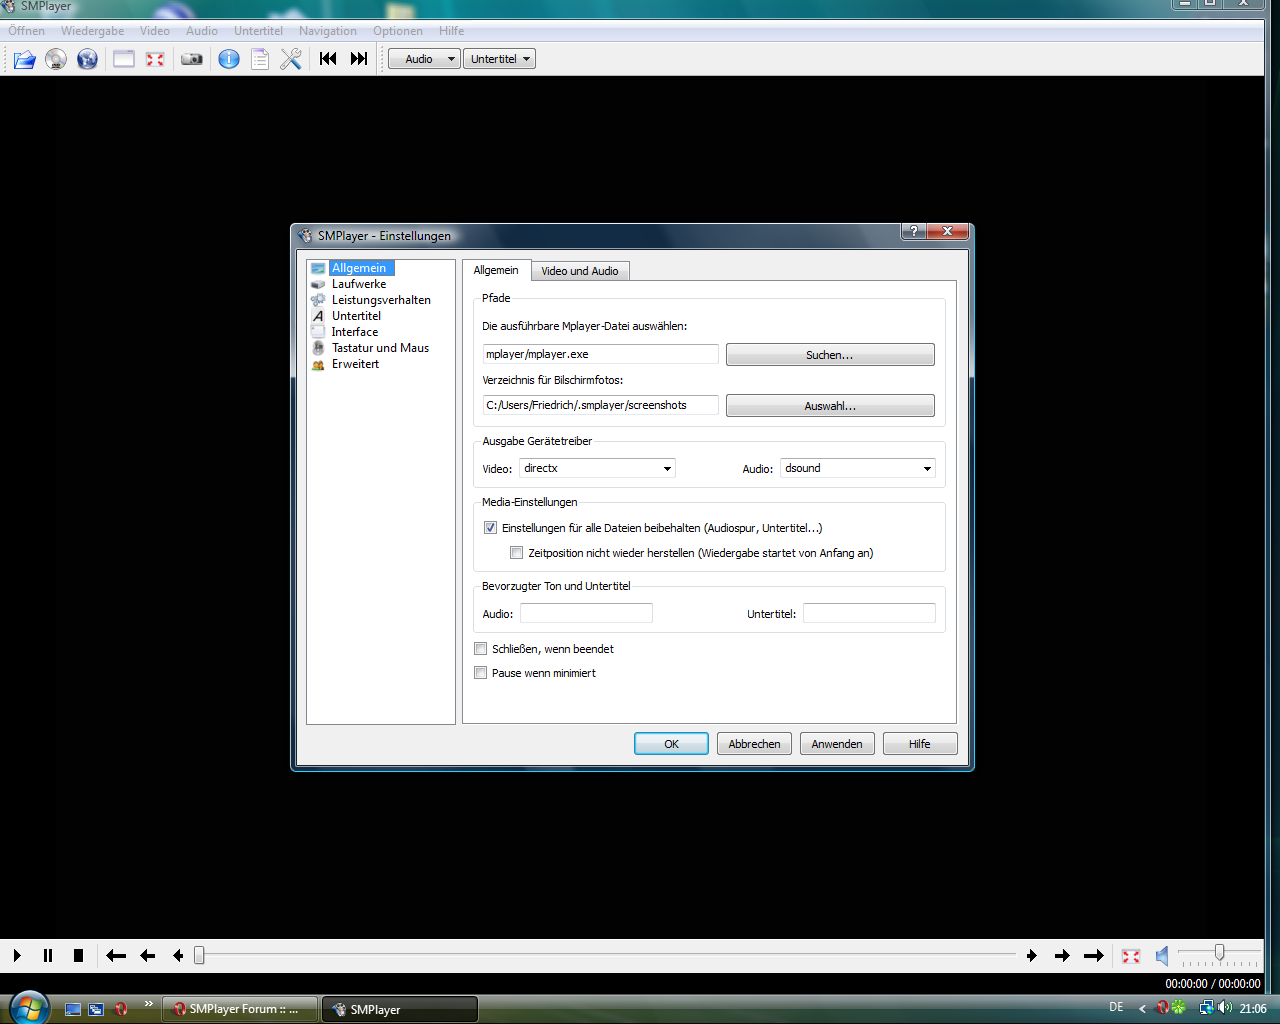 SMPlayer
Öffnen Wiedergabe Video Audio Untertitel Navigation Optionen Hilfe
Audio Untertitel
SMPlayer - Einstellungen
Allgemein
Laufwerke
Leistungsverhalten
Untertitel
Interface
Tastatur und Maus
Erweitert
Allgemein Video und Audio
Pfade
Die ausführbare Mplayer-Datei auswählen:
mplayer/mplayer.exe Suchen...
Verzeichnis für Bilschirmfotos:
C:/Users/Friedrich/.smplayer/screenshots Auswahl...
Ausgabe Gerätetreiber
Video: directx Audio: dsound
Media-Einstellungen
Einstellungen für alle Dateien beibehalten (Audiospur, Untertitel...)
Zeitposition nicht wieder herstellen (Wiedergabe startet von Anfang an)
Bevorzugter Ton und Untertitel
Audio: Untertitel:
Schließen, wenn beendet
Pause wenn minimiert
OK Abbrechen Anwenden Hilfe
00:00:00 / 00:00:00
SMPlayer Forum :: ... SMPlayer DE 21:06